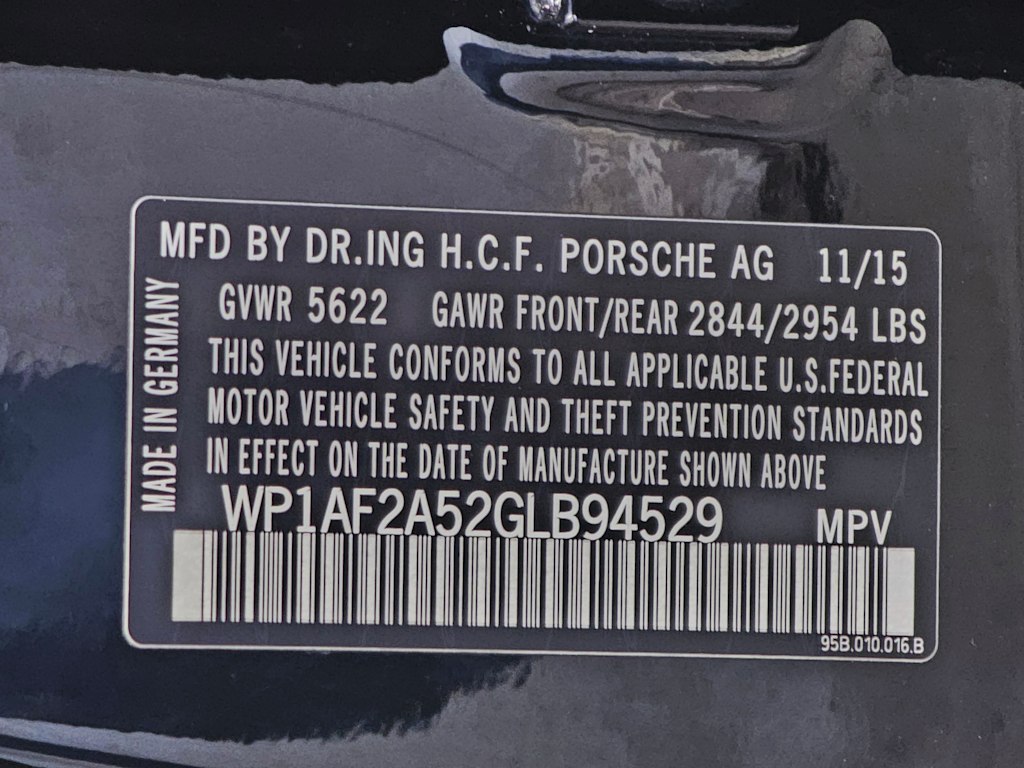 MFD BY DR.ING H.C.F. PORSCHE AG 11/15
GVWR 5622 GAWR FRONT/REAR 2844/2954 LBS
THIS VEHICLE CONFORMS TO ALL APPLICABLE U.S.FEDERAL
MOTOR VEHICLE SAFETY AND THEFT PREVENTION STANDARDS
IN EFFECT ON THE DATE OF MANUFACTURE SHOWN ABOVE
WP1AF2A52GLB94529 MPV
95B.010.016.B
MADE IN GERMANY